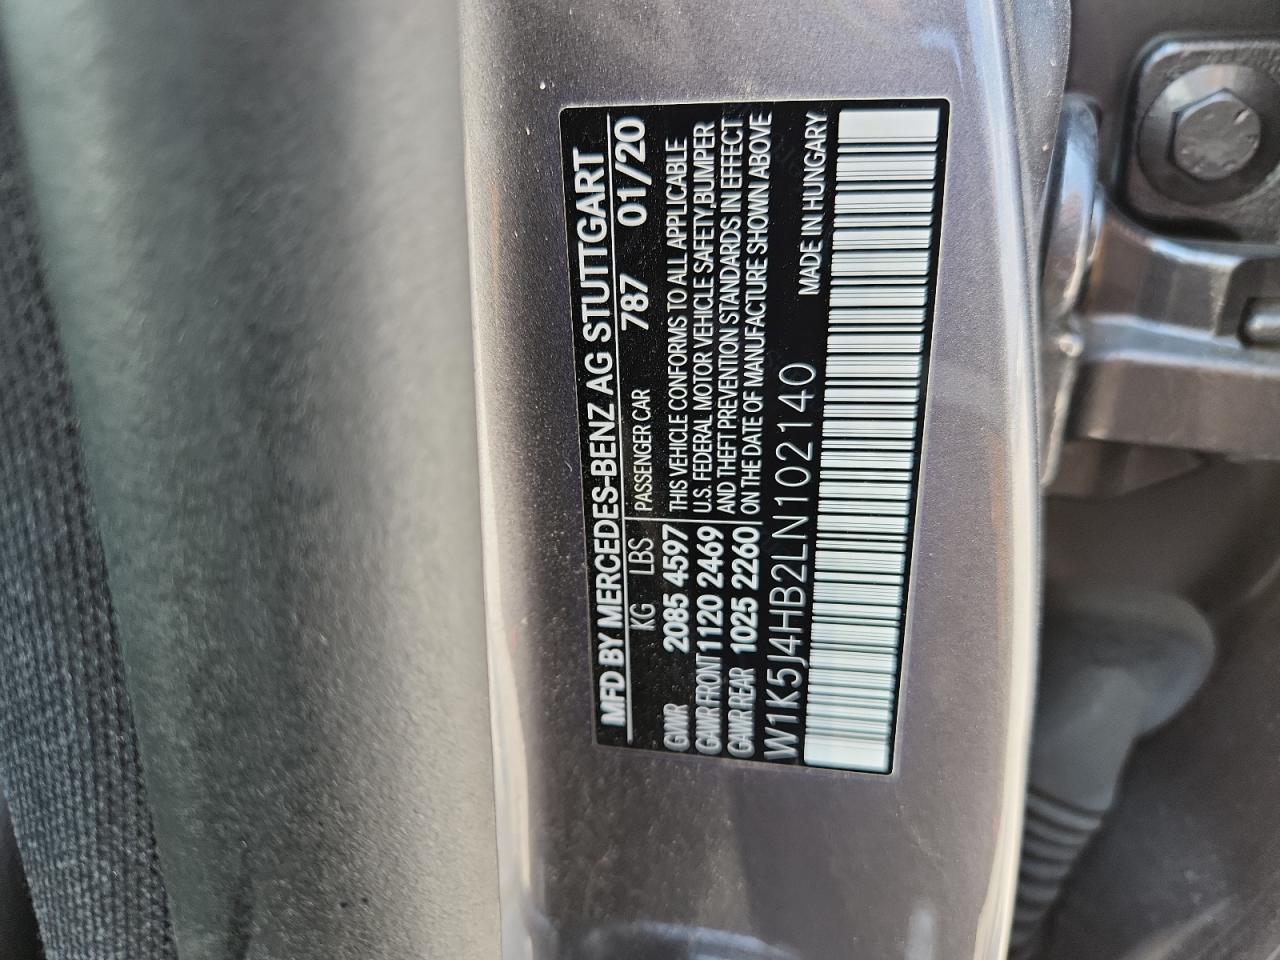 MFD BY MERCEDES-BENZ AG STUTTGART
KG LBS PASSENGER CAR 787 01/20
GWR 2085 4597 THIS VEHICLE CONFORMS TO ALL APPLICABLE
GAWR FRONT 1120 2469 U.S. FEDERAL MOTOR VEHICLE SAFETY,BUMPER
GAWR REAR 1025 2260 AND THEFT PREVENTION STANDARDS IN EFFECT
ON THE DATE OF MANUFACTURE SHOWN ABOVE
W1K5J4HB2LN102140 MADE IN HUNGARY